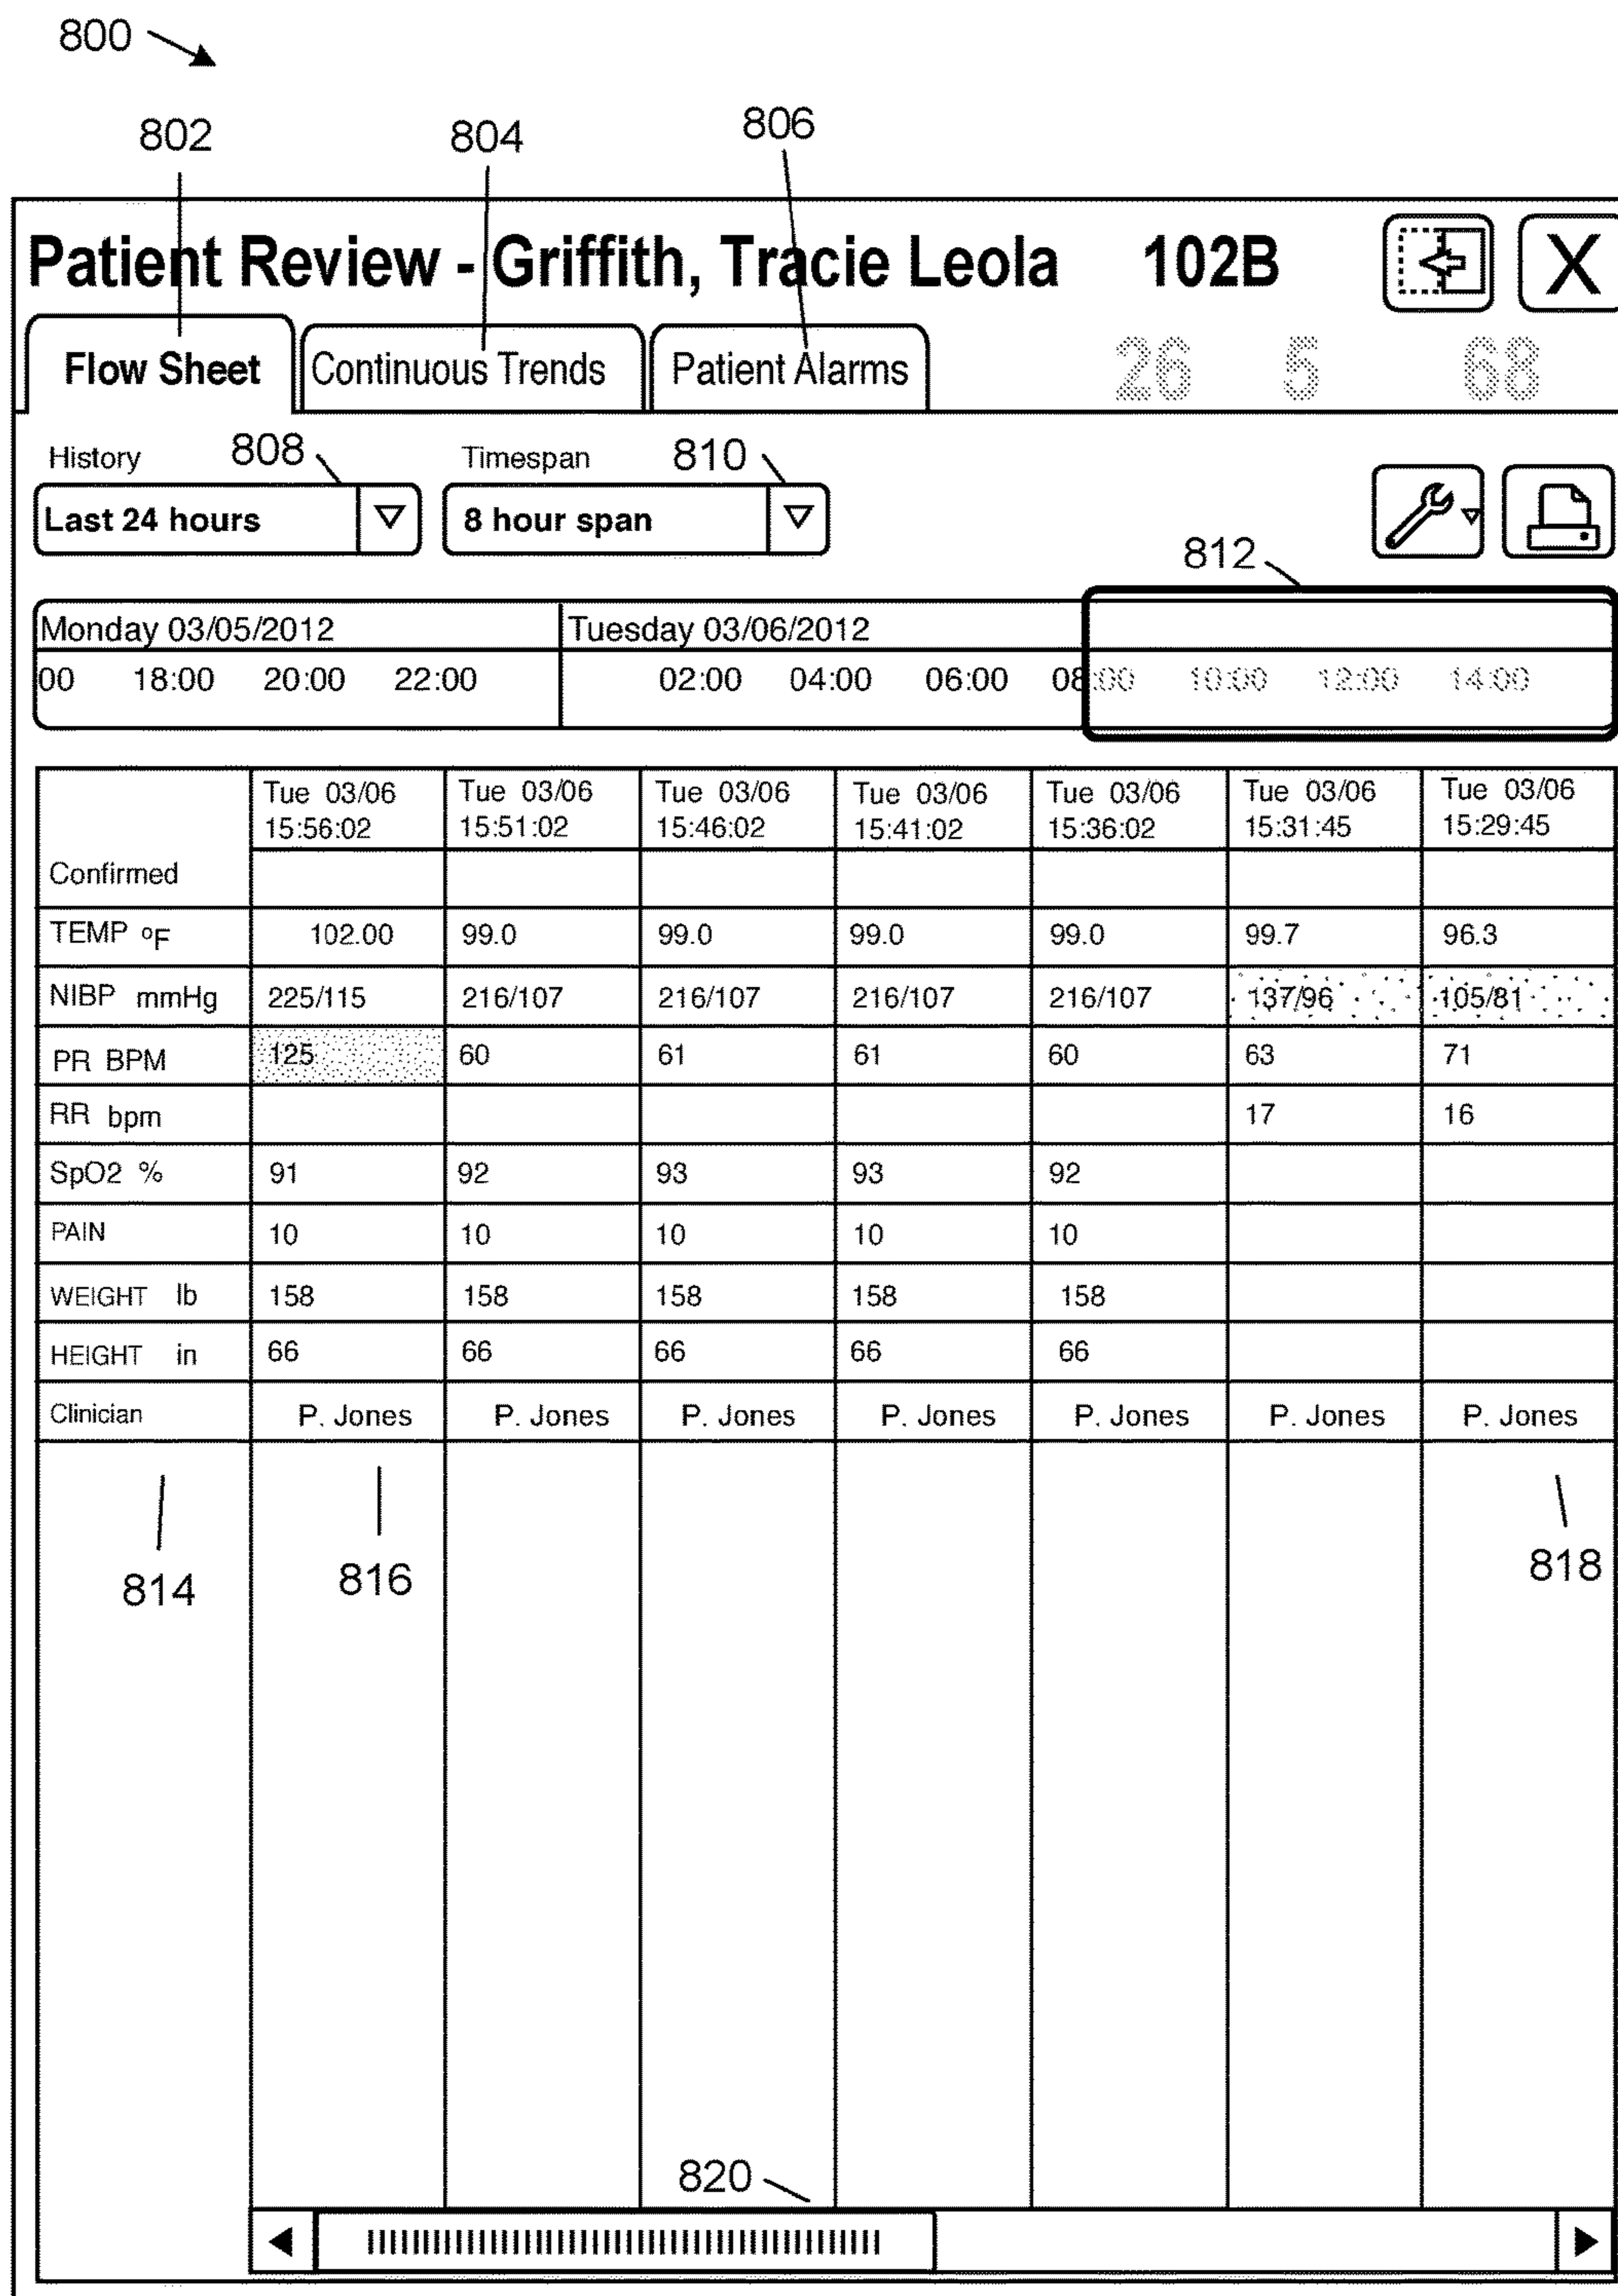 800
802 804 806
Patient Review - Griffith, Tracie Leola 102B X
Flow Sheet Continuous Trends Patient Alarms 26 5 68
History 808 Timespan 810
Last 24 hours 8 hour span
812
Monday 03/05/2012 Tuesday 03/06/2012
00 18:00 20:00 22:00 02:00 04:00 06:00 08:00 10:00 12:00 14:00
Tue 03/06 Tue 03/06 Tue 03/06 Tue 03/06 Tue 03/06 Tue 03/06 Tue 03/06
15:56:02 15:51:02 15:46:02 15:41:02 15:36:02 15:31:45 15:29:45
Confirmed
TEMP °F 102.00 99.0 99.0 99.0 99.0 99.7 96.3
NIBP mmHg 225/115 216/107 216/107 216/107 216/107 137/96 105/81
PR BPM 125 60 61 61 60 63 71
RR bpm 17 16
SpO2 % 91 92 93 93 92
PAIN 10 10 10 10 10
WEIGHT lb 158 158 158 158 158
HEIGHT in 66 66 66 66 66
Clinician P. Jones P. Jones P. Jones P. Jones P. Jones P. Jones P. Jones
814 816 818
820